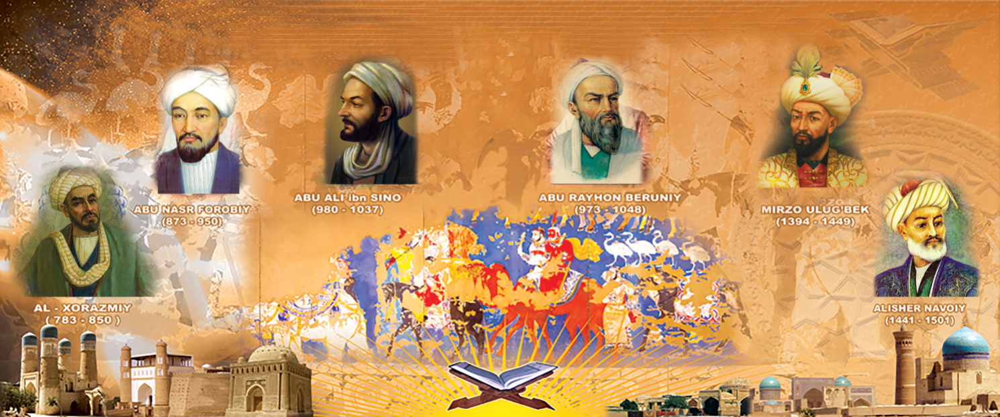 AL - XORAZMIY
( 783 - 850 )
ABU NASR FOROBIY
(873 - 950)
ABU ALI ibn SINO
(980 - 1037)
ABU RAYHON BERUNIY
(973 - 1048)
MIRZO ULUG'BEK
(1394 - 1449)
ALISHER NAVOIY
(1441 - 1501)